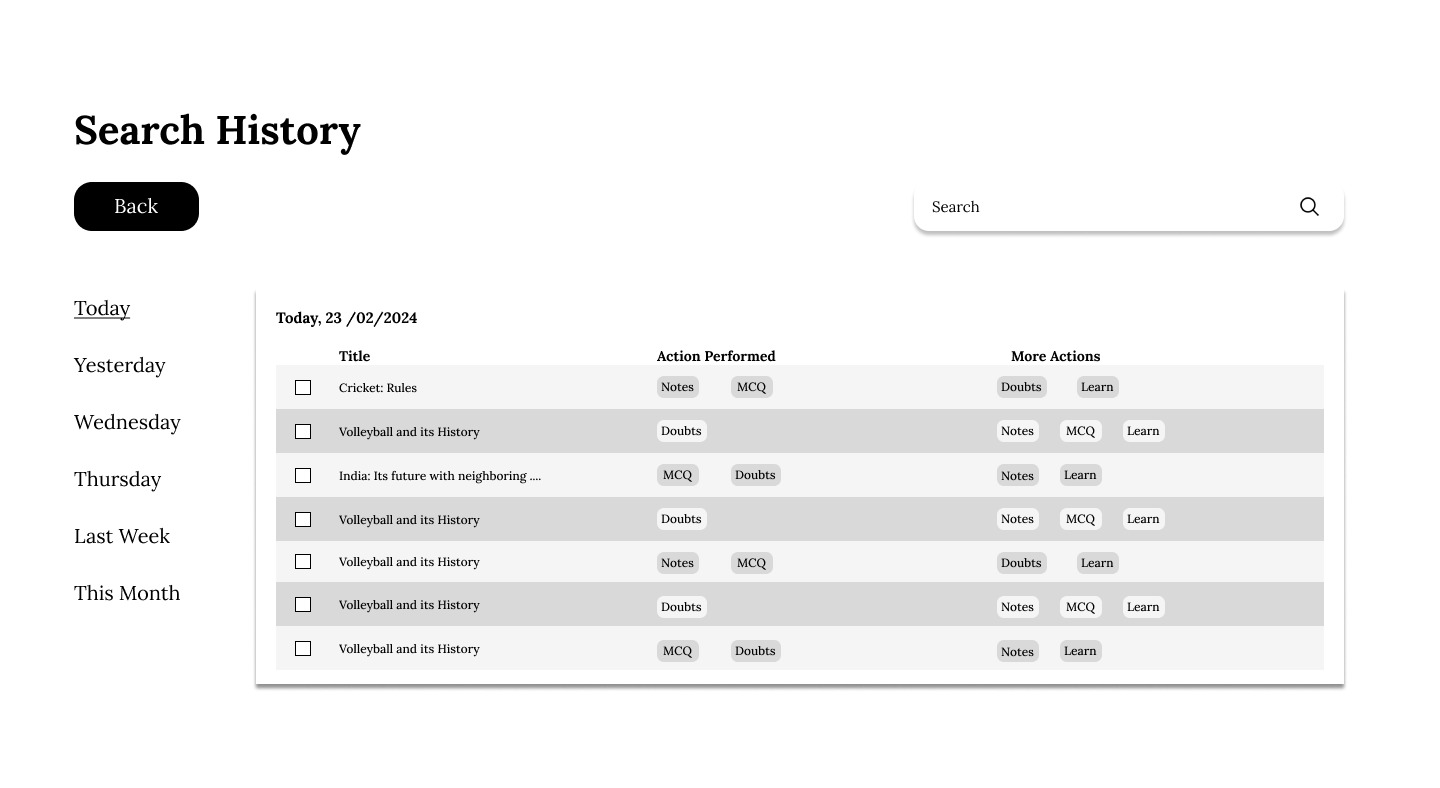 Search History
Back
Search
Today
Yesterday
Wednesday
Thursday
Last Week
This Month
Today, 23 /02/2024
Title Action Performed More Actions
Cricket: Rules Notes MCQ Doubts Learn
Volleyball and its History Doubts Notes MCQ Learn
India: Its future with neighboring .... MCQ Doubts Notes Learn
Volleyball and its History Doubts Notes MCQ Learn
Volleyball and its History Notes MCQ Doubts Learn
Volleyball and its History Doubts Notes MCQ Learn
Volleyball and its History MCQ Doubts Notes Learn